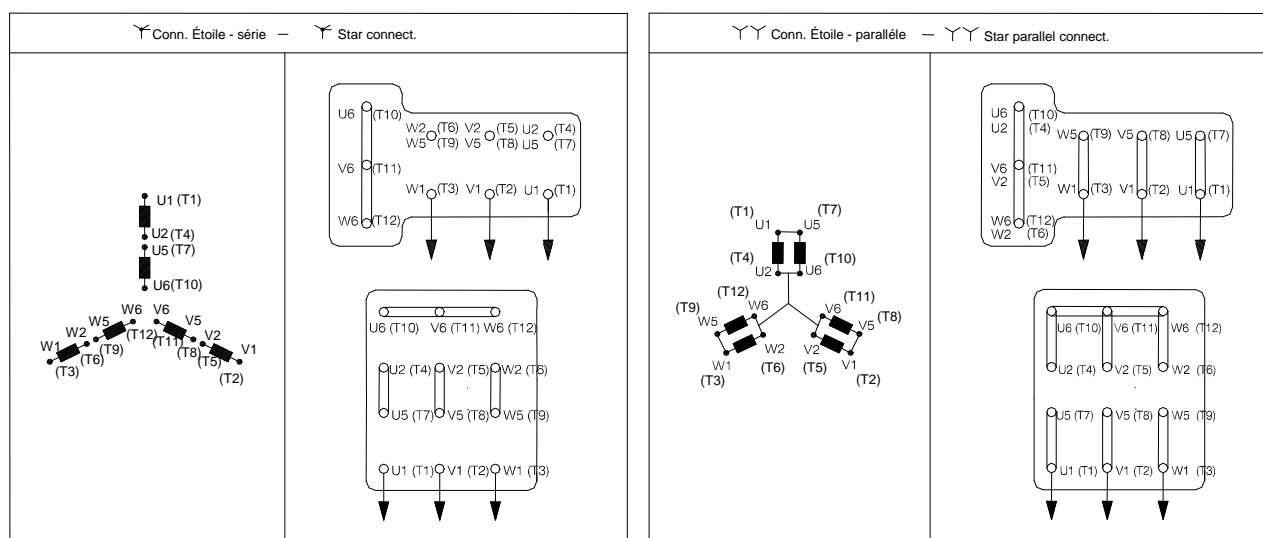 Conn. Étoile - série – Star connect.
U1 (T1)
U2 (T4)
U5 (T7)
U6 (T10)
W6 V6
W5 (T12) (T11) V5
W2 (T9) (T8) V2
W1 (T6) (T5) V1
(T3) (T2)
U6 (T10)
V6 (T11)
W6 (T12)
W2 (T6) V2 (T5) U2 (T4)
W5 (T9) V5 (T8) U5 (T7)
W1 (T3) V1 (T2) U1 (T1)
U6 (T10) V6 (T11) W6 (T12)
U2 (T4) V2 (T5) W2 (T6)
U5 (T7) V5 (T8) W5 (T9)
U1 (T1) V1 (T2) W1 (T3
Conn. Étoile - paralléle – Star parallel connect.
(T1) (T7)
U1 U5
(T4) (T10)
U2 U6
(T12) (T11)
(T9) W6 V6 (T8)
W5 V5
W2 V2
W1 (T6) (T5) V1
(T3) (T2)
U6 (T10)
U2 (T4)
V6 (T11)
V2 (T5)
W6 (T12)
W2 (T6)
W5 (T9) V5 (T8) U5 (T7)
W1 (T3) V1 (T2) U1 (T1)
U6 (T10) V6 (T11) W6 (T12)
U2 (T4) V2 (T5) W2 (T6)
U5 (T7) V5 (T8) W5 (T9)
U1 (T1) V1 (T2) W1 (T3)